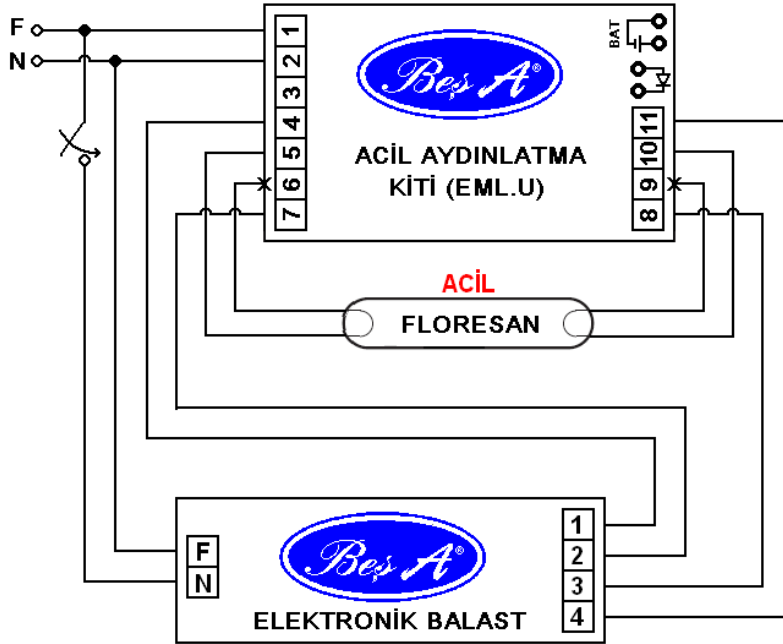 F
N
1
2
3
4
5
6
7
Beş A®
BAT
ACİL AYDINLATMA
KİTİ (EML.U)
11
10
9
8
ACİL
FLORESAN
F
N
Beş A®
ELEKTRONİK BALAST
1
2
3
4